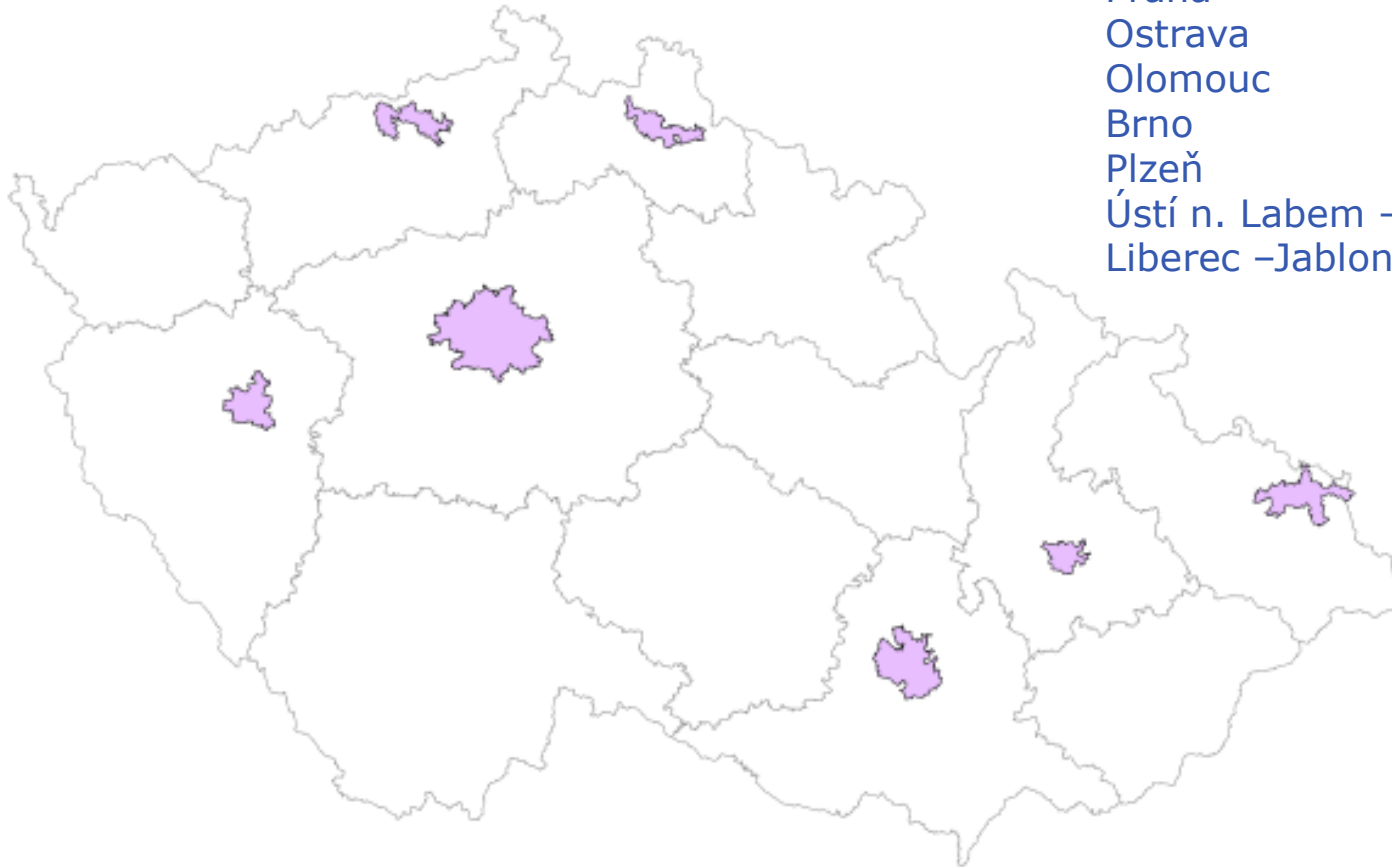 Ostrava
Olomouc
Brno
Plzeň
Ústí n. Labem –
Liberec –Jablon